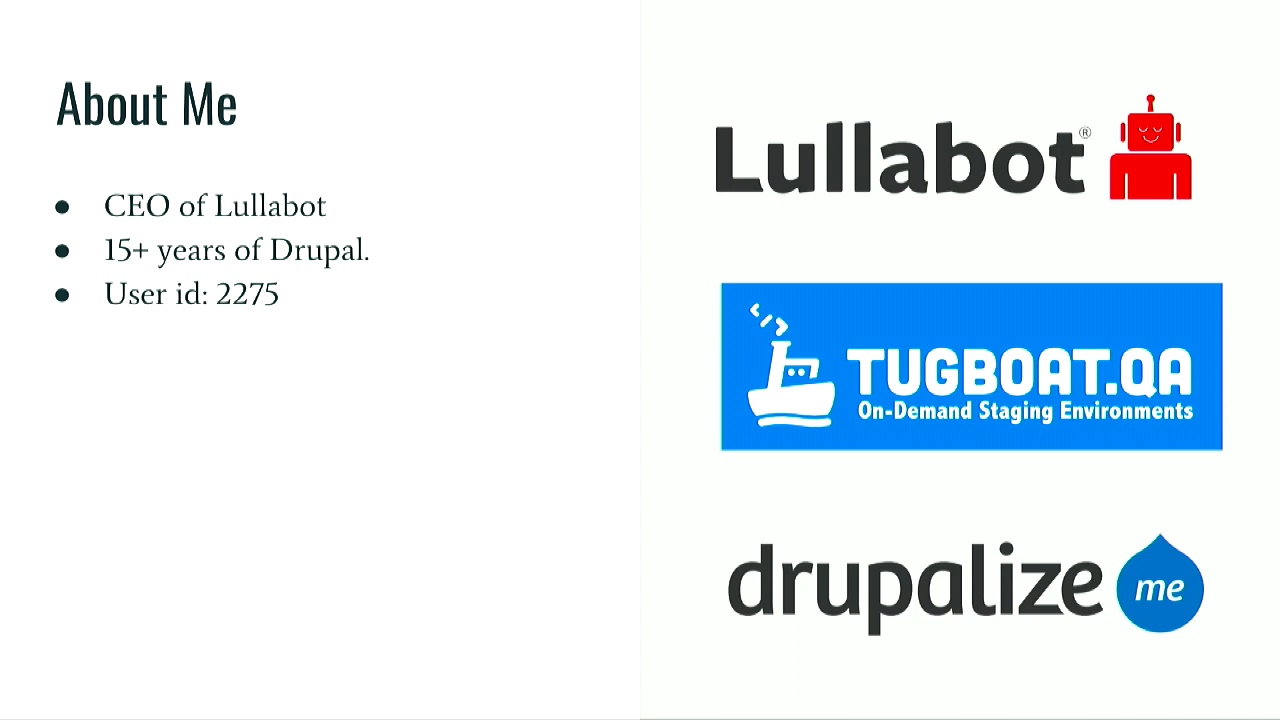 About Me
● CEO of Lullabot
● 15+ years of Drupal.
● User id: 2275
Lullabot®
</>
TUGBOAT.QA
On-Demand Staging Environments
drupalize me